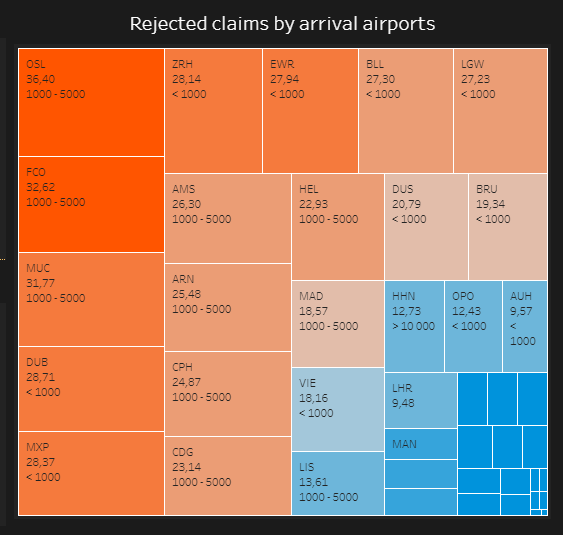 Rejected claims by arrival airports
OSL
36,40
1000 - 5000
FCO
32,62
1000 - 5000
MUC
31,77
1000 - 5000
DUB
28,71
< 1000
MXP
28,37
< 1000
ZRH
28,14
< 1000
EWR
27,94
< 1000
BLL
27,30
< 1000
LGW
27,23
< 1000
AMS
26,30
1000 - 5000
ARN
25,48
1000 - 5000
CPH
24,87
1000 - 5000
CDG
23,14
1000 - 5000
HEL
22,93
1000 - 5000
MAD
18,57
1000 - 5000
VIE
18,16
< 1000
LIS
13,61
1000 - 5000
DUS
20,79
< 1000
BRU
19,34
< 1000
HHN
12,73
> 10 000
OPO
12,43
< 1000
AUH
9,57
<
1000
LHR
9,48
MAN